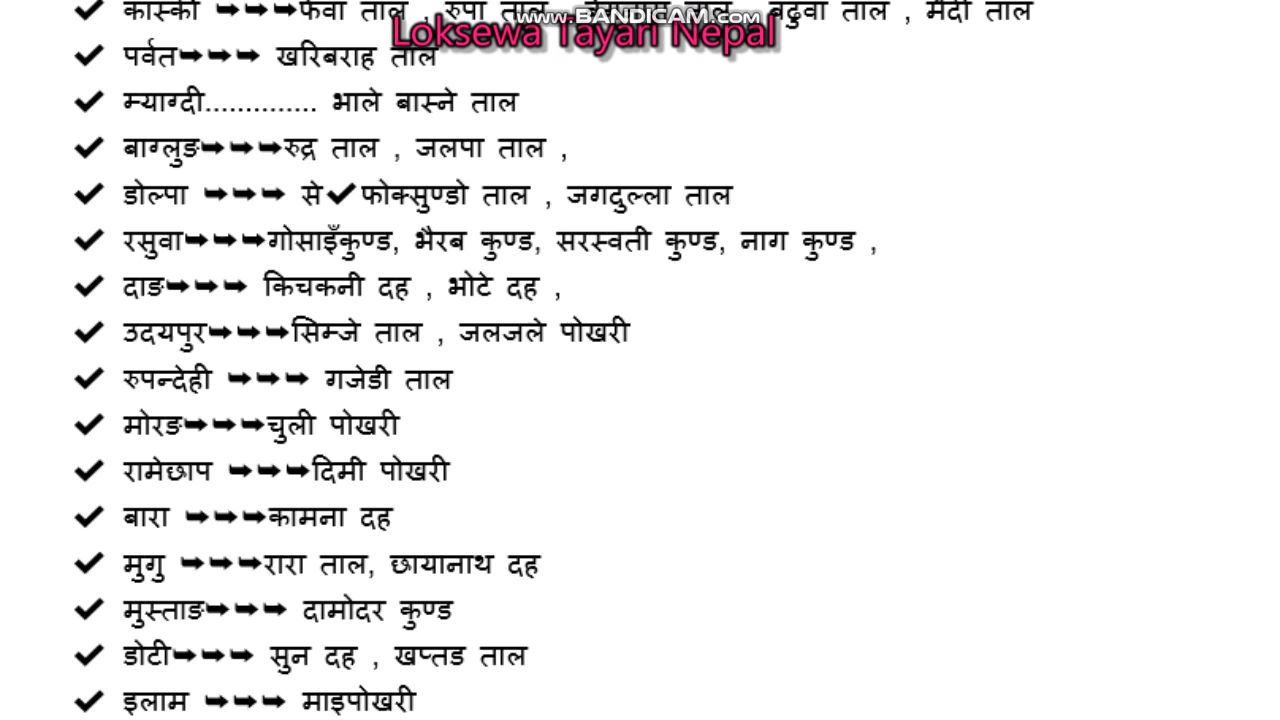 www.BANDICAM.com
Loksewa Tayari Nepal
✔ कास्की ➡➡➡फेवा ताल , रुपा ताल , ताल , बढुवा ताल , मैदी ताल
✔ पर्वत➡➡➡ खरिबराह ताल
✔ म्याग्दी.............. भाले बास्ने ताल
✔ बाग्लुङ➡➡➡रुद्र ताल , जलपा ताल ,
✔ डोल्पा ➡➡➡ से✔फोक्सुण्डो ताल , जगदुल्ला ताल
✔ रसुवा➡➡➡गोसाइँकुण्ड, भैरब कुण्ड, सरस्वती कुण्ड, नाग कुण्ड ,
✔ दाङ➡➡➡ किचकनी दह , भोटे दह ,
✔ उदयपुर➡➡➡सिम्जे ताल , जलजले पोखरी
✔ रुपन्देही ➡➡➡ गजेडी ताल
✔ मोरङ➡➡➡चुली पोखरी
✔ रामेछाप ➡➡➡दिमी पोखरी
✔ बारा ➡➡➡कामना दह
✔ मुगु ➡➡➡रारा ताल, छायानाथ दह
✔ मुस्ताङ➡➡➡ दामोदर कुण्ड
✔ डोटी➡➡➡ सुन दह , खप्तड ताल
✔ इलाम ➡➡➡ माइपोखरी